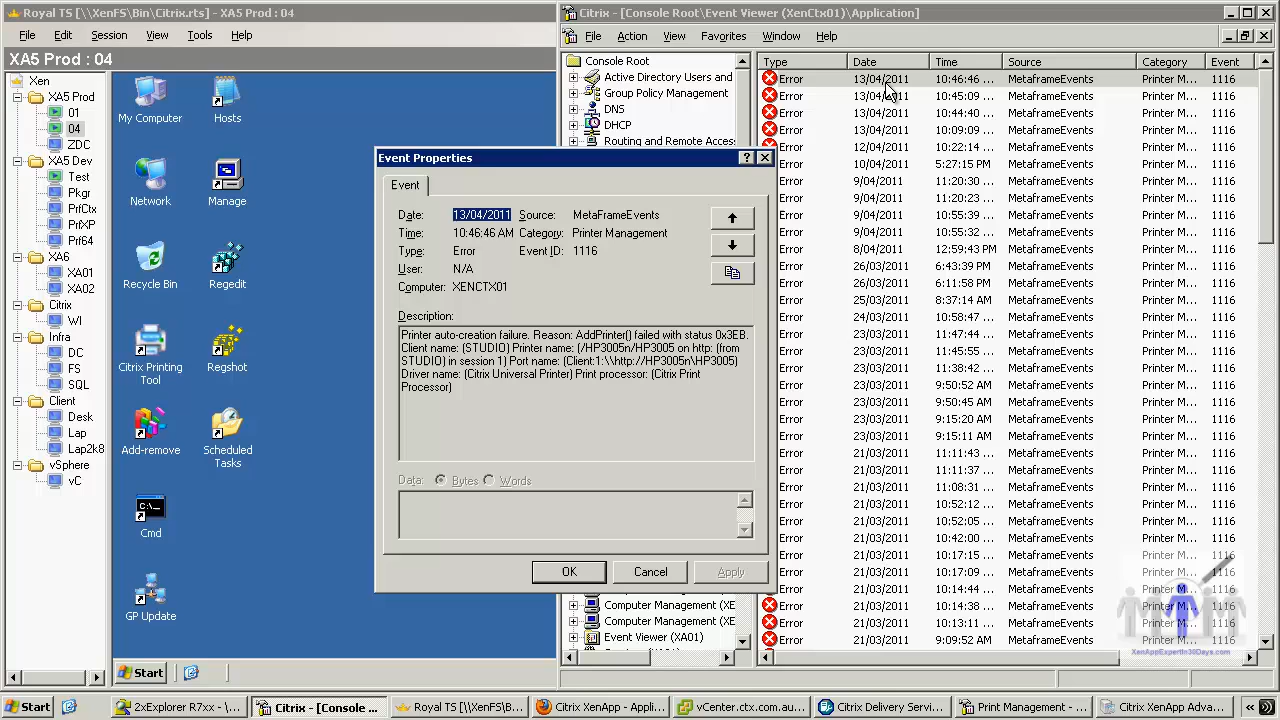 Royal TS [\\XenFS\Bin\Citrix.rts] - XA5 Prod : 04
File Edit Session View Tools Help
XA5 Prod : 04
Xen
XA5 Prod
01
04
ZDC
XA5 Dev
Test
Pkgr
PrfCtx
PrfXP
Prf64
XA6
XA01
XA02
Citrix
WI
Infra
DC
FS
SQL
Client
Desk
Lap
Lap2k8
vSphere
vC
My Computer
Hosts
Network
Manage
Recycle Bin
Regedit
Citrix Printing
Tool
Regshot
Add-remove
Scheduled
Tasks
Cmd
GP Update
Start
Citrix - [Console Root\Event Viewer (XenCtx01)\Application]
File Action View Favorites Window Help
Console Root
Active Directory Users and
Group Policy Management
DNS
DHCP
Routing and Remote Acces
Computer Management (XE
Computer Management (XE
Event Viewer (XA01)
Type Date Time Source Category Event
Error 13/04/2011 10:46:46 ... MetaframeEvents Printer M... 1116
Error 13/04/2011 10:45:09 ... MetaframeEvents Printer M... 1116
Error 13/04/2011 10:44:40 ... MetaframeEvents Printer M... 1116
Error 13/04/2011 10:09:09 ... MetaframeEvents Printer M... 1116
Error 12/04/2011 10:22:14 ... MetaframeEvents Printer M... 1116
Error 10/04/2011 5:27:15 PM MetaframeEvents Printer M... 1116
Error 9/04/2011 11:20:30 ... MetaframeEvents Printer M... 1116
Error 9/04/2011 11:20:23 ... MetaframeEvents Printer M... 1116
Error 9/04/2011 10:55:39 ... MetaframeEvents Printer M... 1116
Error 9/04/2011 10:55:32 ... MetaframeEvents Printer M... 1116
Error 8/04/2011 12:59:43 PM MetaframeEvents Printer M... 1116
Error 26/03/2011 6:43:39 PM MetaframeEvents Printer M... 1116
Error 26/03/2011 6:11:58 PM MetaframeEvents Printer M... 1116
Error 25/03/2011 8:37:14 AM MetaframeEvents Printer M... 1116
Error 24/03/2011 10:58:47 ... MetaframeEvents Printer M... 1116
Error 23/03/2011 11:47:44 ... MetaframeEvents Printer M... 1116
Error 23/03/2011 11:45:55 ... MetaframeEvents Printer M... 1116
Error 23/03/2011 11:38:42 ... MetaframeEvents Printer M... 1116
Error 23/03/2011 9:50:52 AM MetaframeEvents Printer M... 1116
Error 23/03/2011 9:50:45 AM MetaframeEvents Printer M... 1116
Error 23/03/2011 9:15:20 AM MetaframeEvents Printer M... 1116
Error 23/03/2011 9:15:11 AM MetaframeEvents Printer M... 1116
Error 21/03/2011 11:11:43 ... MetaframeEvents Printer M... 1116
Error 21/03/2011 11:11:37 ... MetaframeEvents Printer M... 1116
Error 21/03/2011 11:08:31 ... MetaframeEvents Printer M... 1116
Error 21/03/2011 10:52:12 ... MetaframeEvents Printer M... 1116
Error 21/03/2011 10:52:05 ... MetaframeEvents Printer M... 1116
Error 21/03/2011 10:42:00 ... MetaframeEvents Printer M... 1116
Error 21/03/2011 10:17:15 ... MetaframeEvents Printer M... 1116
Error 21/03/2011 10:17:09 ... MetaframeEvents Printer M... 1116
Error 21/03/2011 10:14:44 ... MetaframeEvents Printer M... 1116
Error 21/03/2011 10:14:38 ... MetaframeEvents Printer M... 1116
Error 21/03/2011 10:13:11 ... MetaframeEvents Printer M... 1116
Error 21/03/2011 9:09:52 AM MetaframeEvents Printer M... 1116
Event Properties
Event
Date: 13/04/2011 Source: MetaFrameEvents
Time: 10:46:46 AM Category: Printer Management
Type: Error Event ID: 1116
User: N/A
Computer: XENCTX01
Description:
Printer auto-creation failure. Reason: AddPrinter() failed with status 0x3EB.
Client name: (STUDIO) Printer name: (/HP3005n/HP3005 on http: (from
STUDIO) in session 1) Port name: (Client:1:\\http://HP3005n\HP3005)
Driver name: (Citrix Universal Printer) Print processor: (Citrix Print
Processor)
Data: Bytes Words
OK Cancel Apply
XenAppExpertIn30Days.com
Start 2xExplorer R7xx - \... Citrix - [Console ... Royal TS [\\XenFS\B... Citrix XenApp - Appli... vCenter.ctx.com.au... Citrix Delivery Servi... Print Management - ... Citrix XenApp Adva...